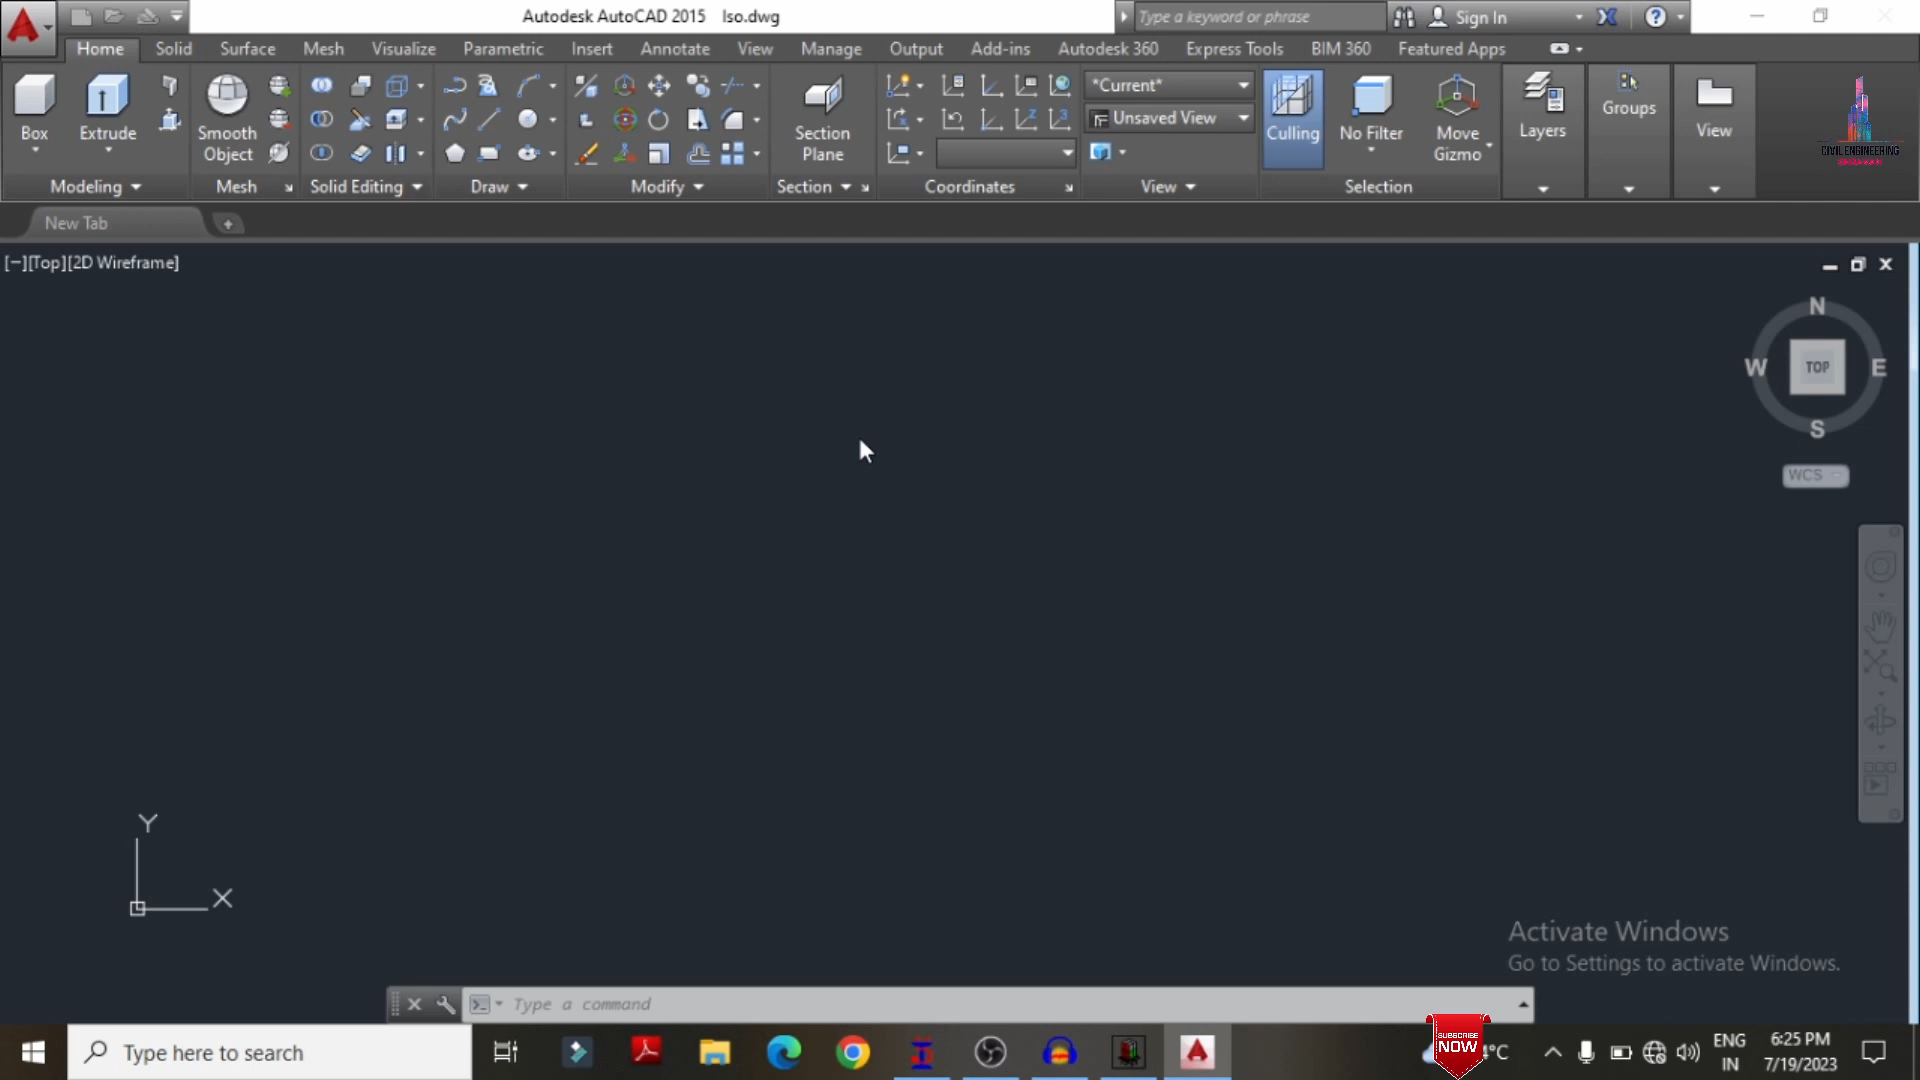 Autodesk AutoCAD 2015 Iso.dwg
Type a keyword or phrase
Sign In
Home Solid Surface Mesh Visualize Parametric Insert Annotate View Manage Output Add-ins Autodesk 360 Express Tools BIM 360 Featured Apps
Box
Extrude
Smooth
Object
Section
Plane
*Current*
Unsaved View
Culling
No Filter
Move
Gizmo
Layers
Groups
View
CIVIL ENGINEERING
Modeling Mesh Solid Editing Draw Modify Section Coordinates View Selection
New Tab
[−][Top][2D Wireframe]
N
W TOP E
S
WCS
Y
X
Activate Windows
Go to Settings to activate Windows.
Type a command
Type here to search
SUBSCRIBE
NOW
4°C
ENG
IN
6:25 PM
7/19/2023